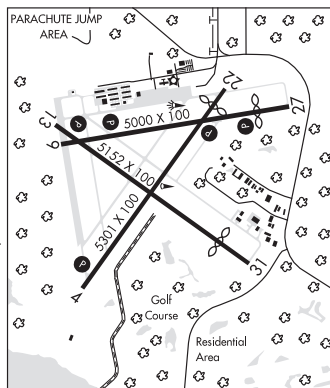 PARACHUTE JUMP
AREA
22
27
13
9
5000 X 100
P
P
P
P
5152 X 100
5301 X 100
P
4
31
Golf
Course
Residential
Area